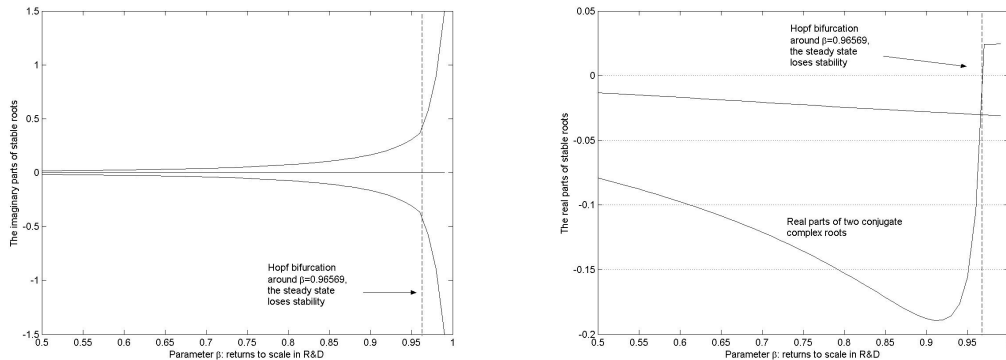 The imaginary parts of stable roots
1.5
1
0.5
0
-0.5
-1
-1.5
Hopf bifurcation
around β=0.96569,
the steady state
loses stability
0.5 0.55 0.6 0.65 0.7 0.75 0.8 0.85 0.9 0.95 1
Parameter β: returns to scale in R&D
The real parts of stable roots
0.05
0
-0.05
-0.1
-0.15
-0.2
Hopf bifurcation
around β=0.96569,
the steady state
loses stability
Real parts of two conjugate
complex roots
0.5 0.55 0.6 0.65 0.7 0.75 0.8 0.85 0.9 0.95 1
Parameter β: returns to scale in R&D